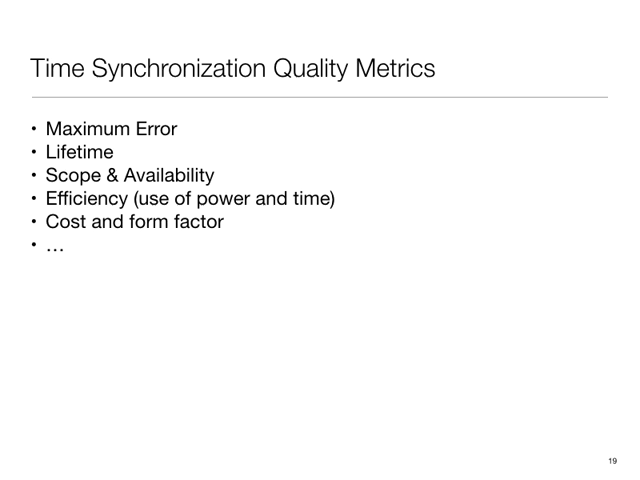 Time Synchronization Quality Metrics
• Maximum Error
• Lifetime
• Scope & Availability
• Efficiency (use of power and time)
• Cost and form factor
• …
19